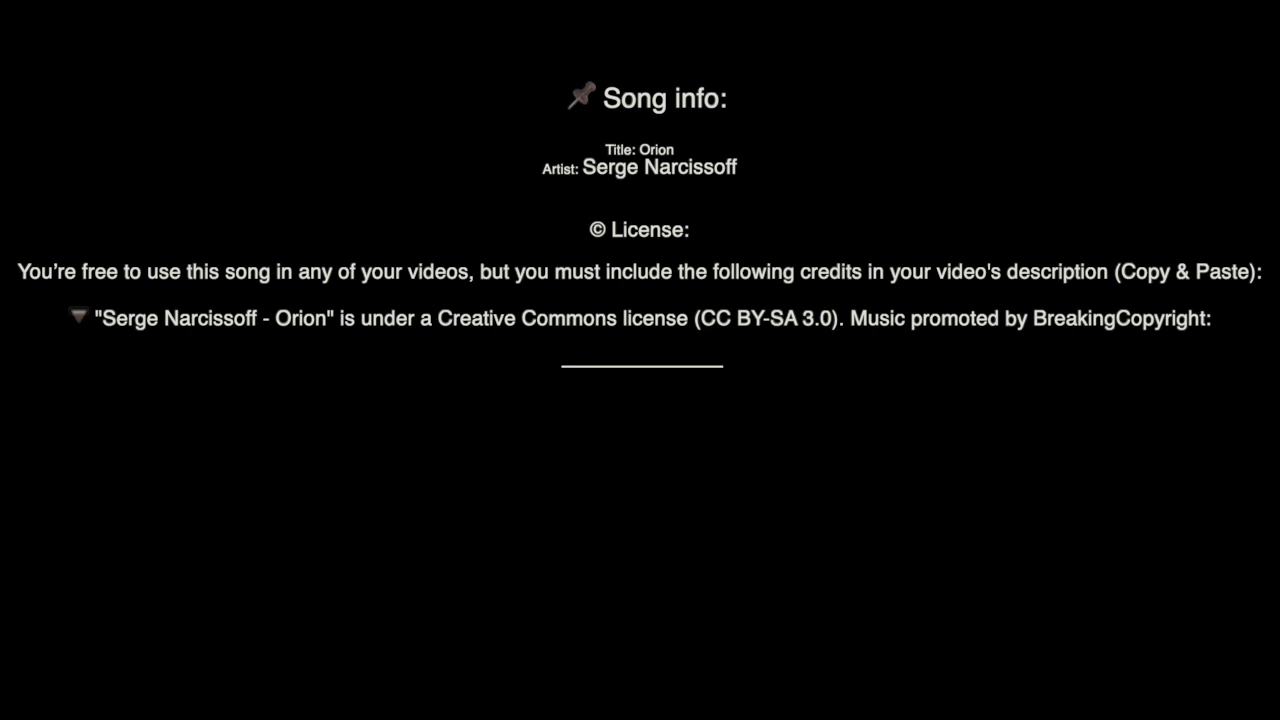 📌 Song info:
Title: Orion
Artist: Serge Narcissoff
© License:
You’re free to use this song in any of your videos, but you must include the following credits in your video's description (Copy & Paste):
🔻 "Serge Narcissoff - Orion" is under a Creative Commons license (CC BY-SA 3.0). Music promoted by BreakingCopyright: